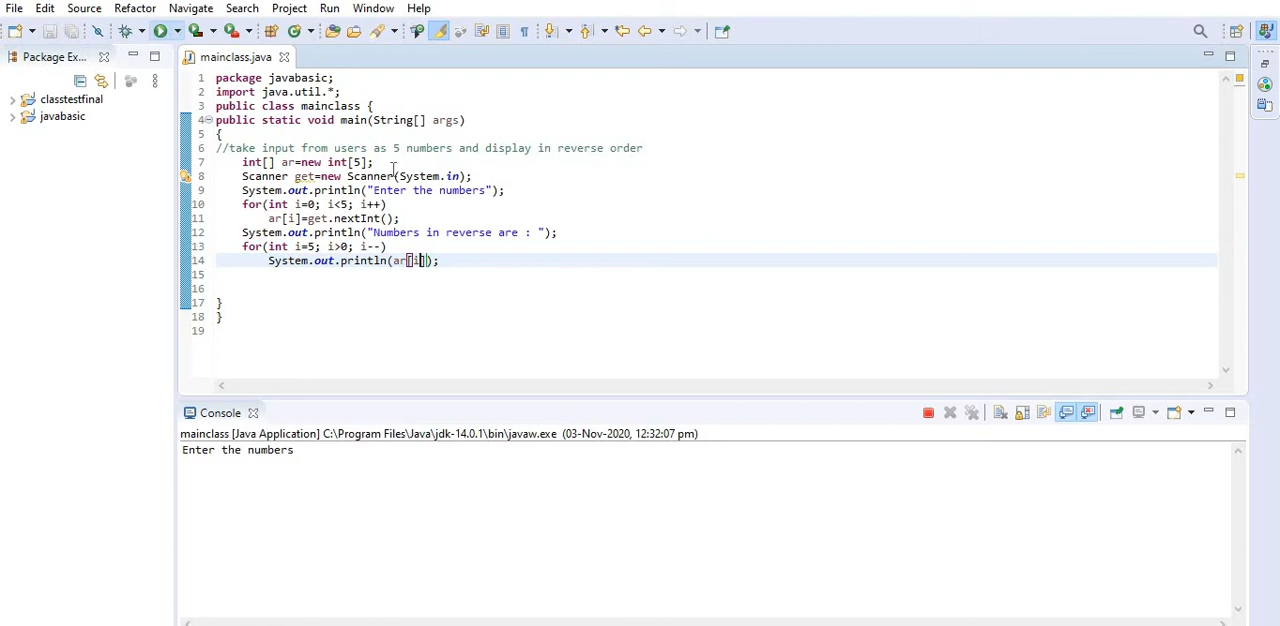 File Edit Source Refactor Navigate Search Project Run Window Help
Package Ex...
classtestfinal
javabasic
mainclass.java
1 package javabasic;
2 import java.util.*;
3 public class mainclass {
4 public static void main(String[] args)
5 {
6 //take input from users as 5 numbers and display in reverse order
7 int[] ar=new int[5];
8 Scanner get=new Scanner(System.in);
9 System.out.println("Enter the numbers");
10 for(int i=0; i<5; i++)
11 ar[i]=get.nextInt();
12 System.out.println("Numbers in reverse are : ");
13 for(int i=5; i>0; i--)
14 System.out.println(ar[i]);
15
16
17 }
18 }
19
Console
mainclass [Java Application] C:\Program Files\Java\jdk-14.0.1\bin\javaw.exe (03-Nov-2020, 12:32:07 pm)
Enter the numbers